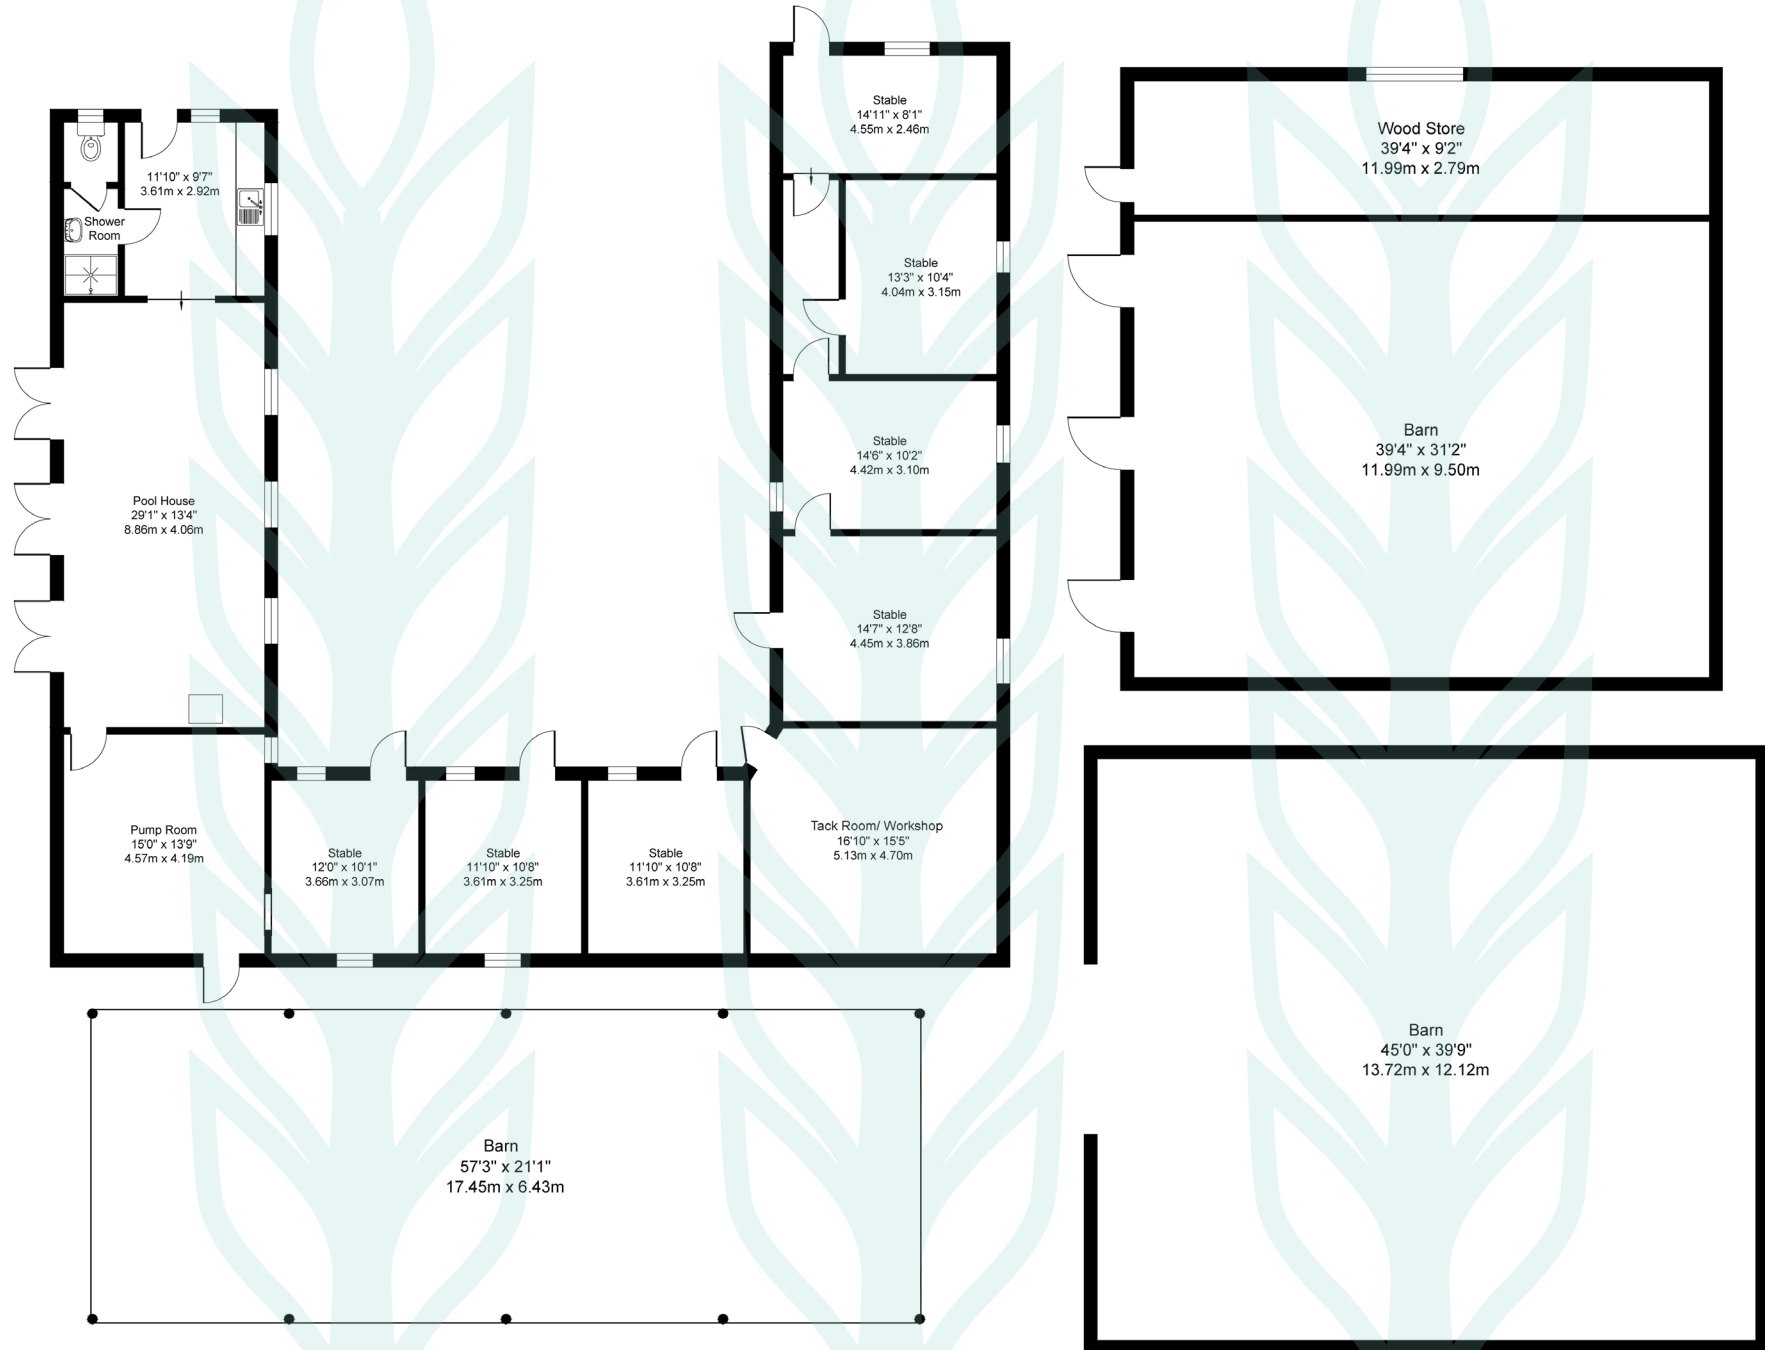 11'10" x 9'7"
3.61m x 2.92m
Shower
Room
Pool House
29'1" x 13'4"
8.86m x 4.06m
Pump Room
15'0" x 13'9"
4.57m x 4.19m
Stable
12'0" x 10'1"
3.66m x 3.07m
Stable
11'10" x 10'8"
3.61m x 3.25m
Stable
11'10" x 10'8"
3.61m x 3.25m
Tack Room/ Workshop
16'10" x 15'5"
5.13m x 4.70m
Stable
14'11" x 8'1"
4.55m x 2.46m
Stable
13'3" x 10'4"
4.04m x 3.15m
Stable
14'6" x 10'2"
4.42m x 3.10m
Stable
14'7" x 12'8"
4.45m x 3.86m
Wood Store
39'4" x 9'2"
11.99m x 2.79m
Barn
39'4" x 31'2"
11.99m x 9.50m
Barn
45'0" x 39'9"
13.72m x 12.12m
Barn
57'3" x 21'1"
17.45m x 6.43m